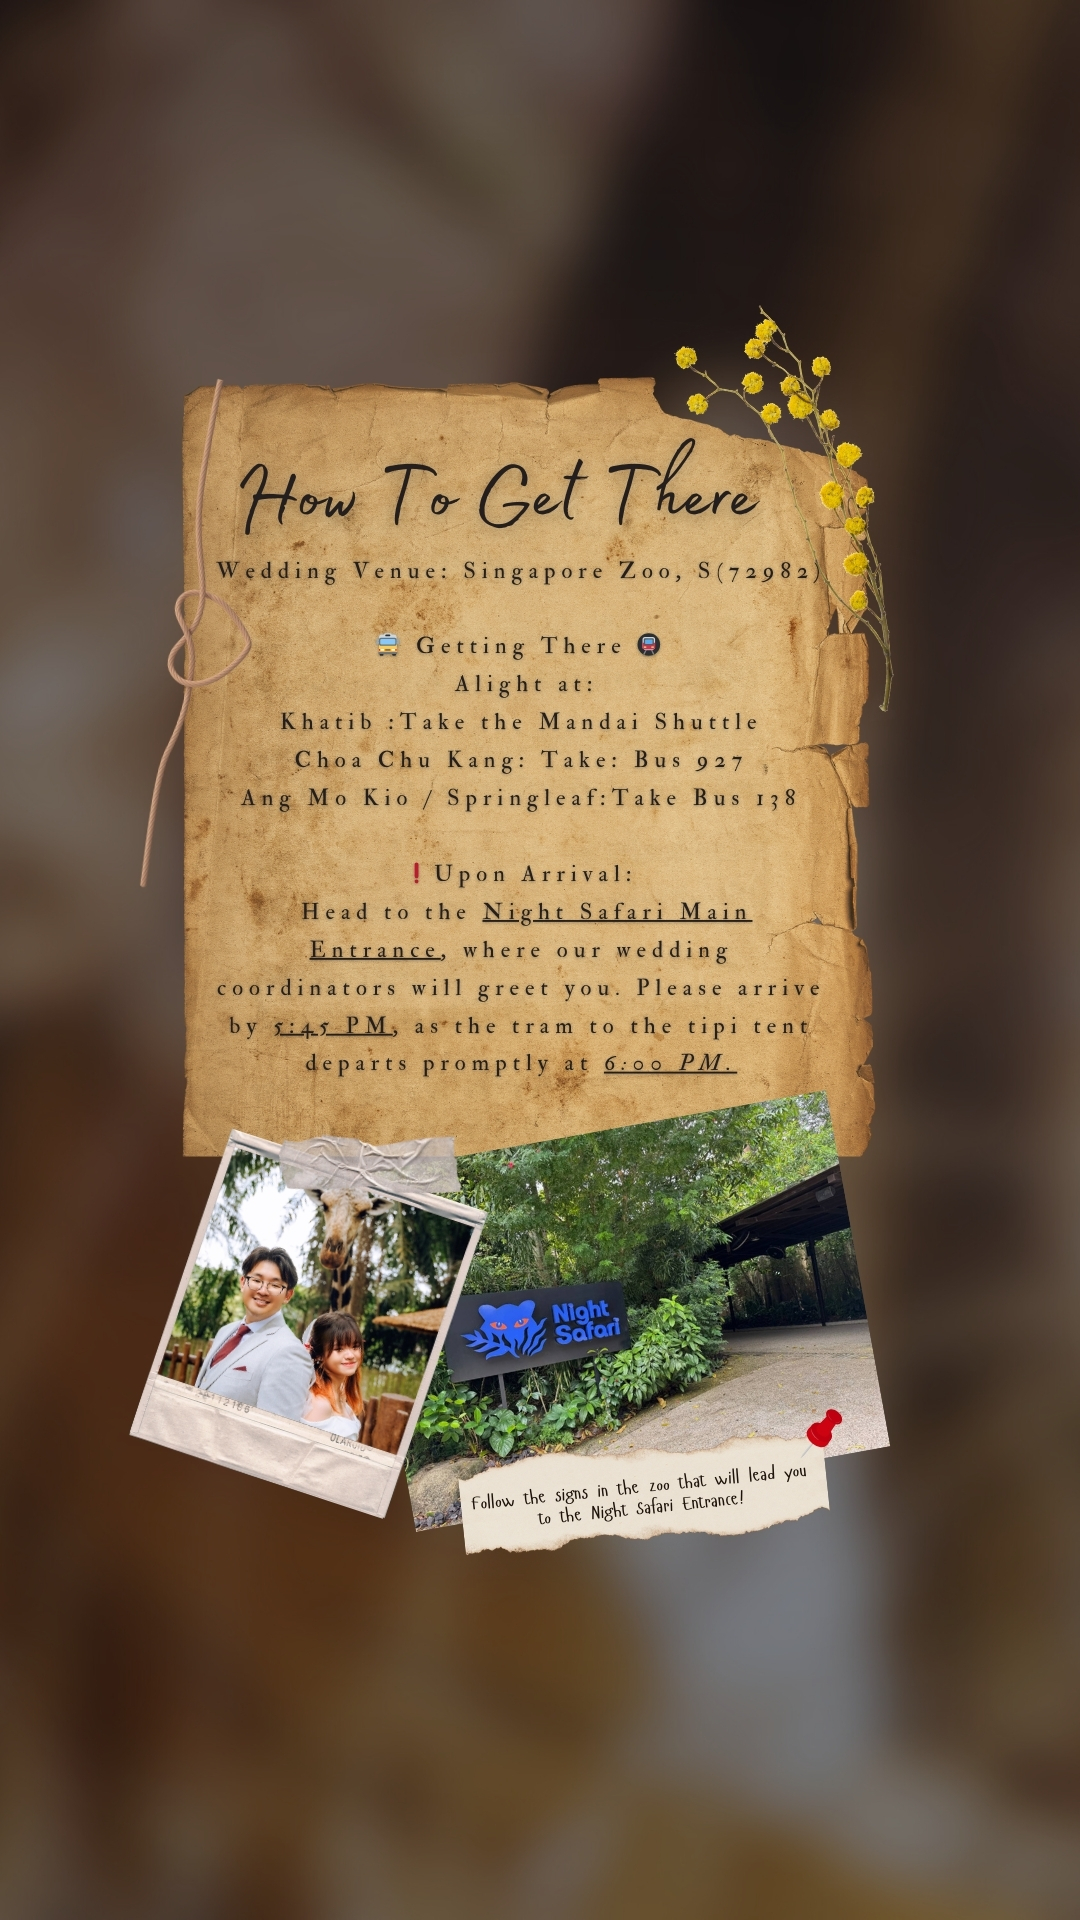 How To Get There
Wedding Venue: Singapore Zoo, S(72982)
🚎 Getting There 🚇
Alight at:
Khatib :Take the Mandai Shuttle
Choa Chu Kang: Take: Bus 927
Ang Mo Kio / Springleaf:Take Bus 138
❗Upon Arrival:
Head to the Night Safari Main
Entrance, where our wedding
coordinators will greet you. Please arrive
by 5:45 PM, as the tram to the tipi tent
departs promptly at 6:00 PM.
Night
Safari
Follow the signs in the zoo that will lead you
to the Night Safari Entrance!